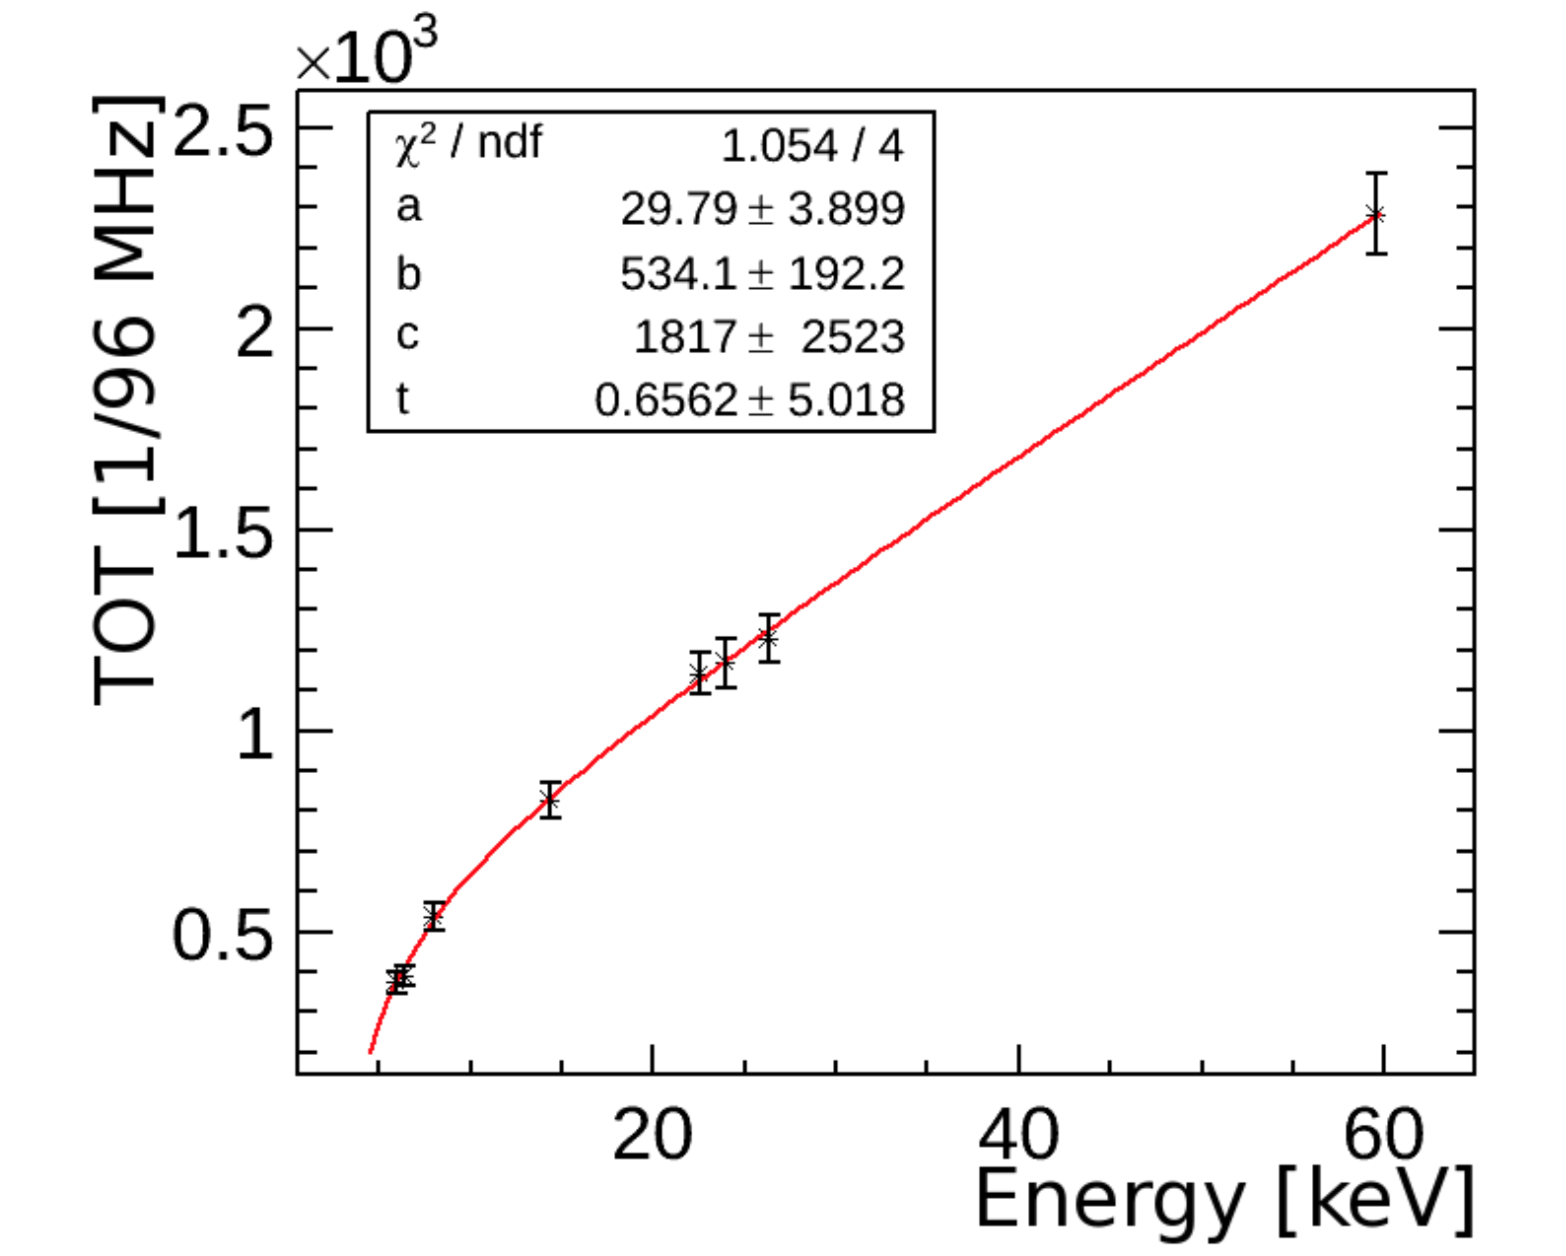 ×10³
TOT [1/96 MHz]
2.5
2
1.5
1
0.5
χ² / ndf 1.054 / 4
a 29.79 ± 3.899
b 534.1 ± 192.2
c 1817 ± 2523
t 0.6562 ± 5.018
20 40 60
Energy [keV]